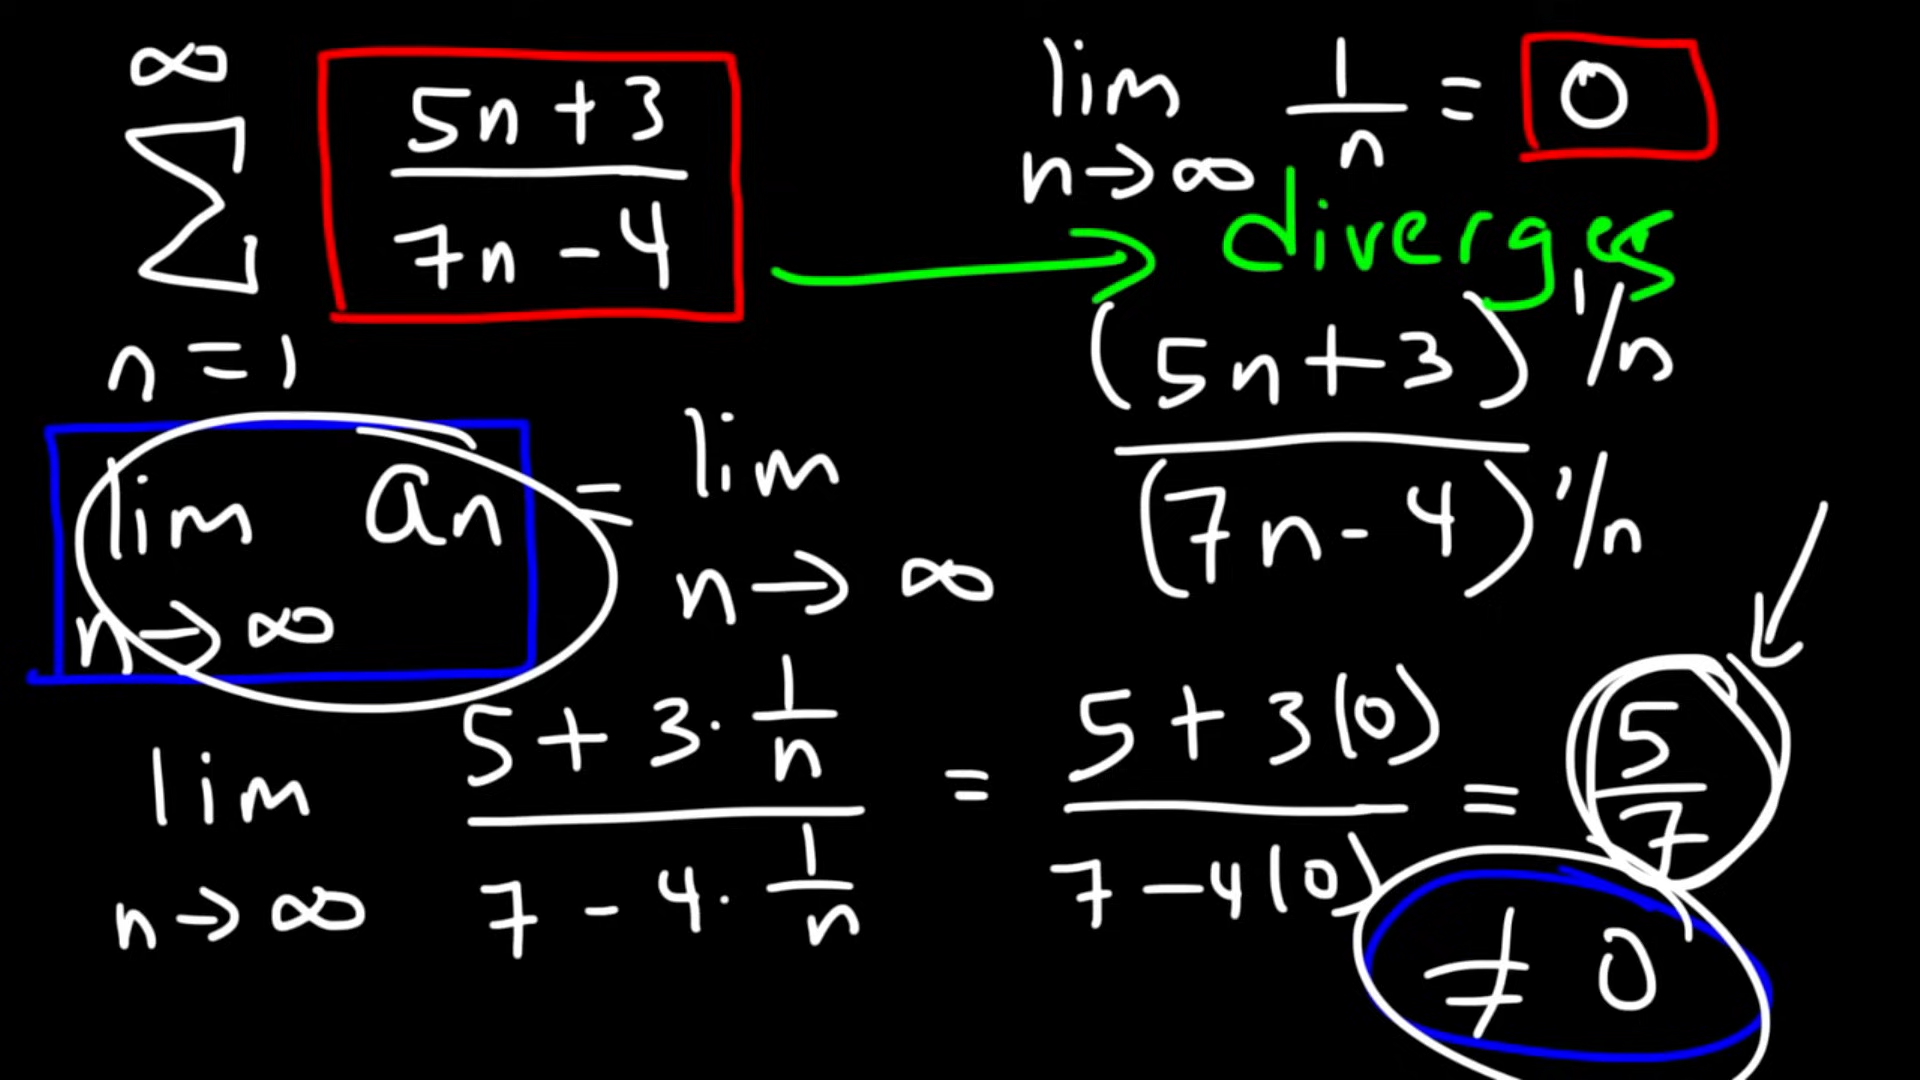 ∞
Σ
n = 1
5n + 3
7n - 4
lim 1/n = 0
n→∞
diverges
lim an = lim (5n + 3) 1/n
n→∞ n→∞ (7n - 4) 1/n
lim 5 + 3 · 1/n = 5 + 3(0) = 5/7
n→∞ 7 - 4 · 1/n 7 - 4(0)
≠ 0